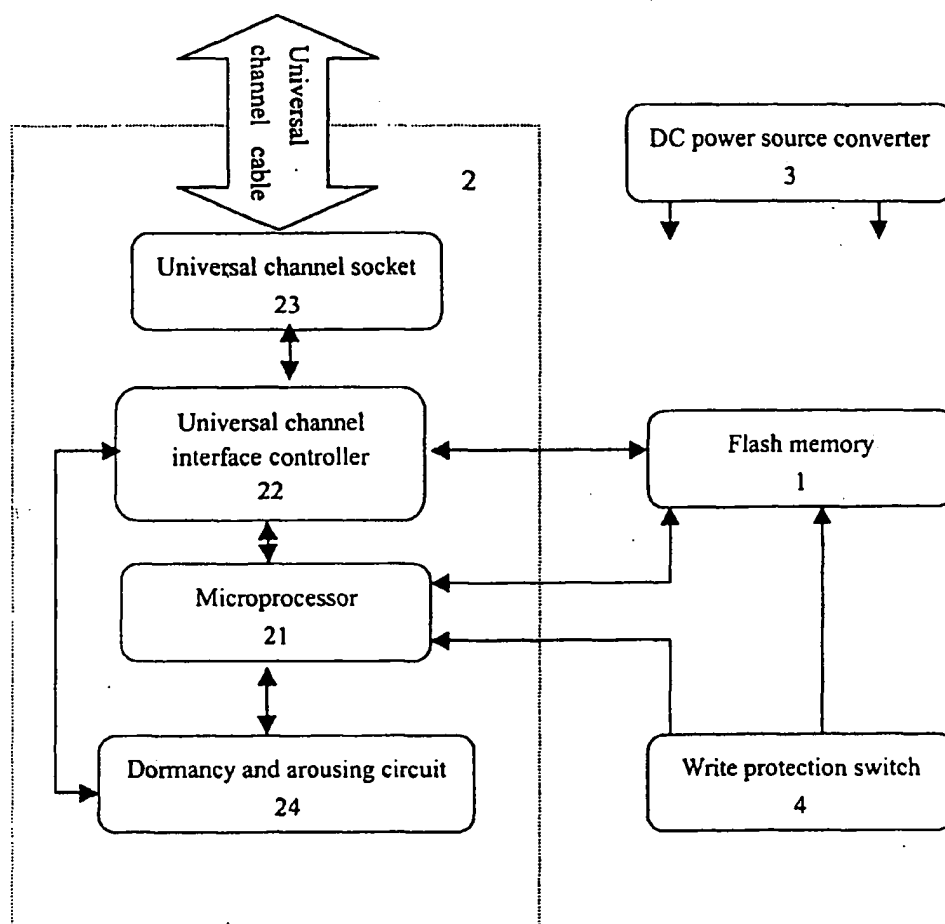 Universal
channel cable
2
DC power source converter
3
Universal channel socket
23
Universal channel
interface controller
22
Flash memory
1
Microprocessor
21
Dormancy and arousing circuit
24
Write protection switch
4